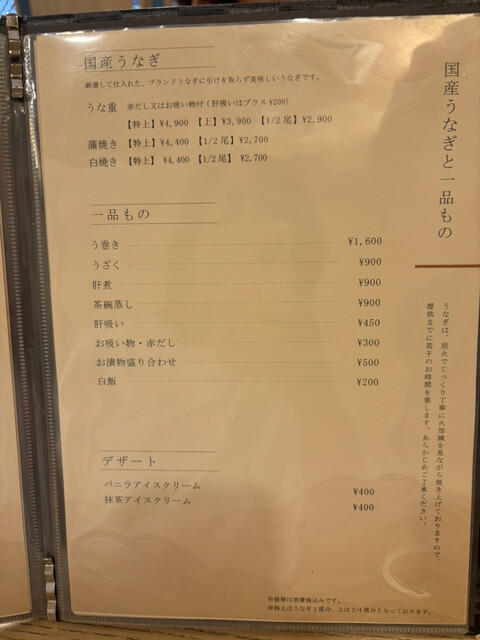 国産うなぎと一品もの
うなぎは、炭火でじっくり丁寧に火加減を見ながら焼き上げておりますので、
提供までに若干のお時間を要します。あらかじめご了承ください。
国産うなぎ
厳選して仕入れた、ブランドうなぎに引けを取らず美味しいうなぎです。
うな重 赤だし又はお吸い物付(肝吸いはプラス¥200)
【特上】¥4,900 【上】¥3,900 【1/2尾】¥2,900
蒲焼き 【特上】¥4,400 【1/2尾】¥2,700
白焼き 【特上】 ¥4,400 【1/2尾】 ¥2,700
一品もの
う巻き ¥1,600
うざく ¥900
肝煮 ¥900
茶碗蒸し ¥900
肝吸い ¥450
お吸い物・赤だし ¥300
お漬物盛り合わせ ¥500
白飯 ¥200
デザート
バニラアイスクリーム ¥400
抹茶アイスクリーム ¥400
※価格は消費税込みです。
※特上はうなぎ1尾分、上は3/4尾分となっております。